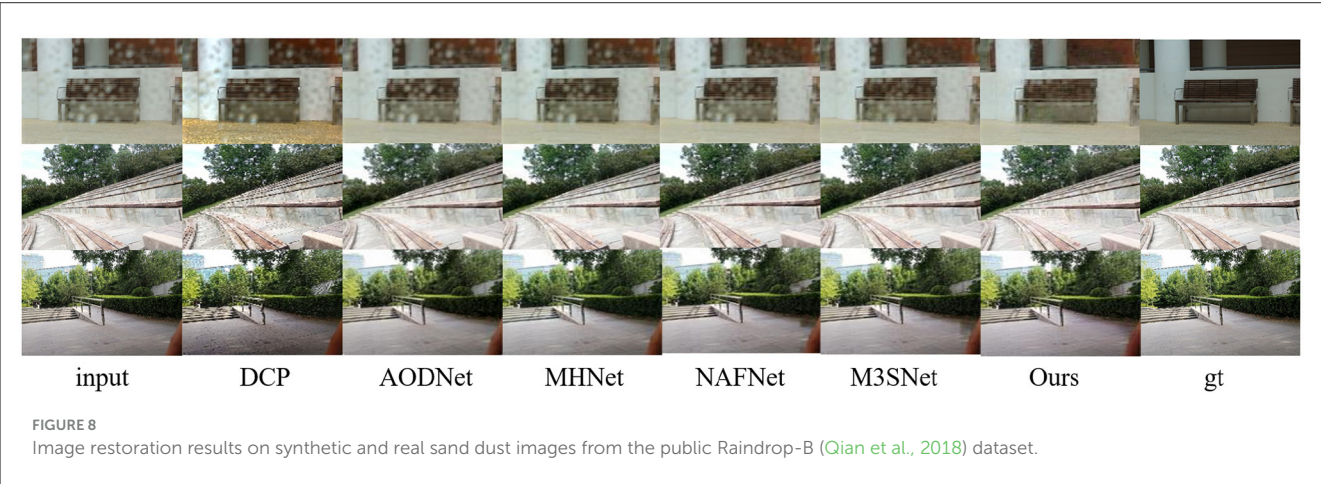 input DCP AODNet MHNet NAFNet M3SNet Ours gt
FIGURE 8
Image restoration results on synthetic and real sand dust images from the public Raindrop-B (Qian et al., 2018) dataset.